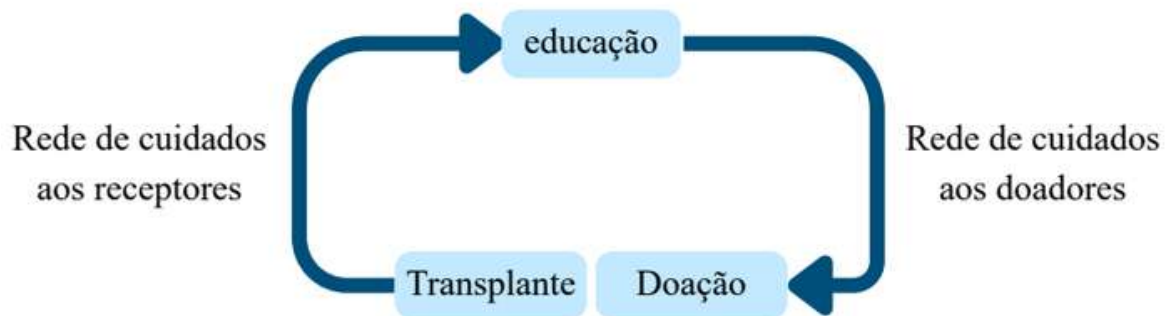 educação
Rede de cuidados
aos receptores
Rede de cuidados
aos doadores
Transplante
Doação